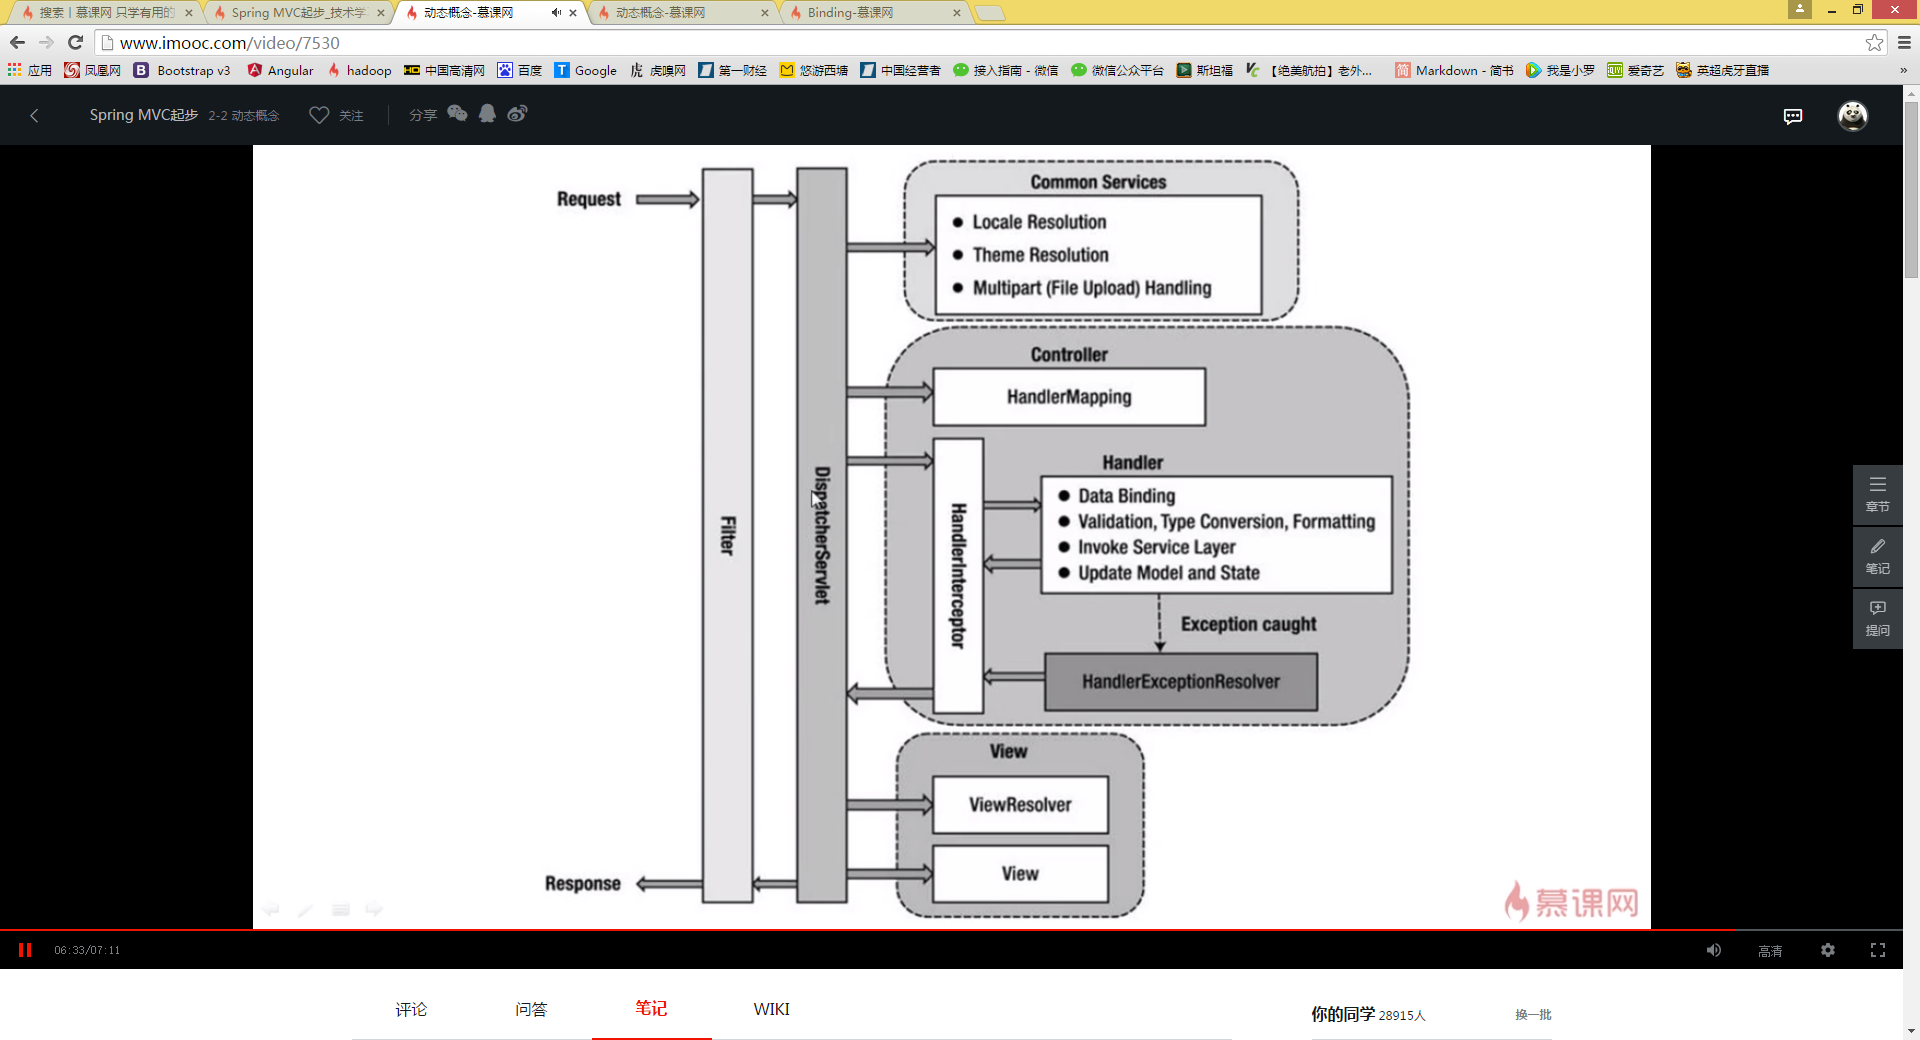 搜索丨慕课网 只学有用的
Spring MVC起步_技术学
动态概念-慕课网
动态概念-慕课网
Binding-慕课网
www.imooc.com/video/7530
应用 凤凰网 Bootstrap v3 Angular hadoop 中国高清网 百度 Google 虎嗅网 第一财经 悠游西塘 中国经营者 接入指南 - 微信 微信公众平台 斯坦福 【绝美航拍】老外... Markdown - 简书 我是小罗 爱奇艺 英超虎牙直播 »
Spring MVC起步 2-2 动态概念 关注 分享
Request
Common Services
Locale Resolution
Theme Resolution
Multipart (File Upload) Handling
Controller
HandlerMapping
Filter
DispatcherServlet
HandlerInterceptor
Handler
Data Binding
Validation, Type Conversion, Formatting
Invoke Service Layer
Update Model and State
Exception caught
HandlerExceptionResolver
View
ViewResolver
View
Response
慕课网
章节
笔记
提问
06:33/07:11
高清
评论 问答 笔记 WIKI
你的同学 28915人 换一批